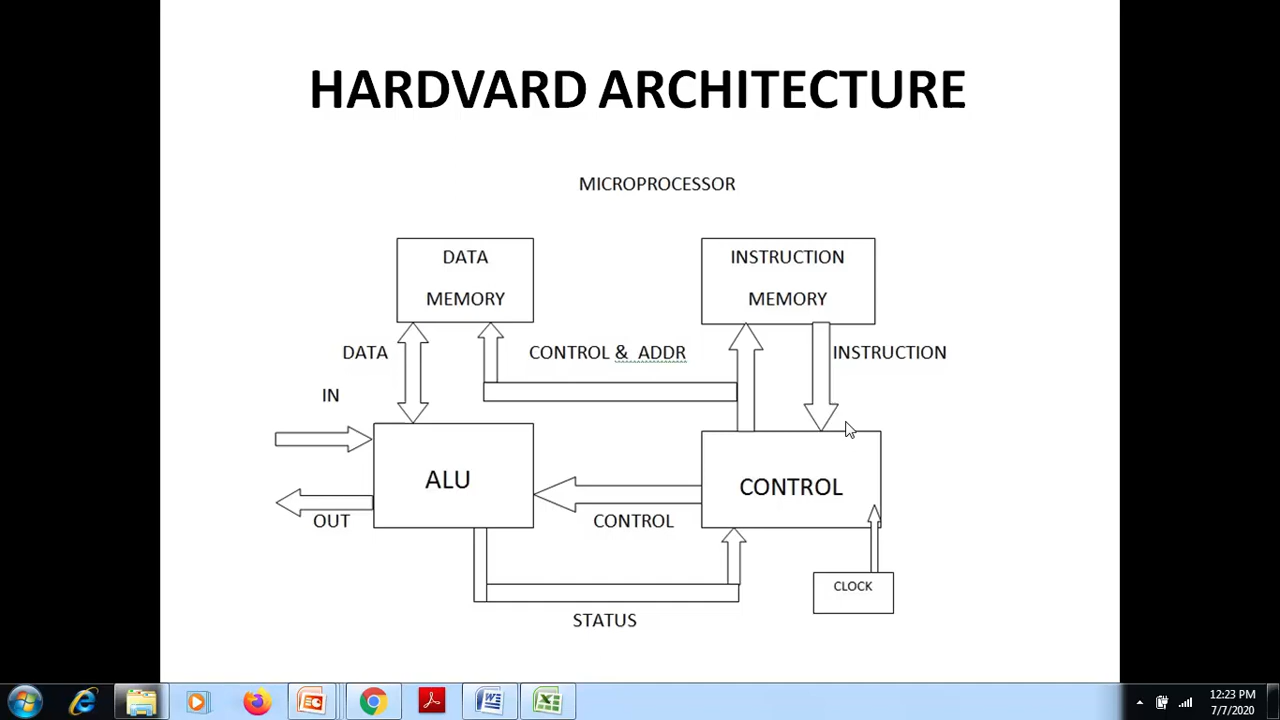 HARDVARD ARCHITECTURE
MICROPROCESSOR
DATA
MEMORY
INSTRUCTION
MEMORY
DATA
CONTROL & ADDR
INSTRUCTION
IN
ALU
CONTROL
OUT
CONTROL
CLOCK
STATUS
12:23 PM
7/7/2020